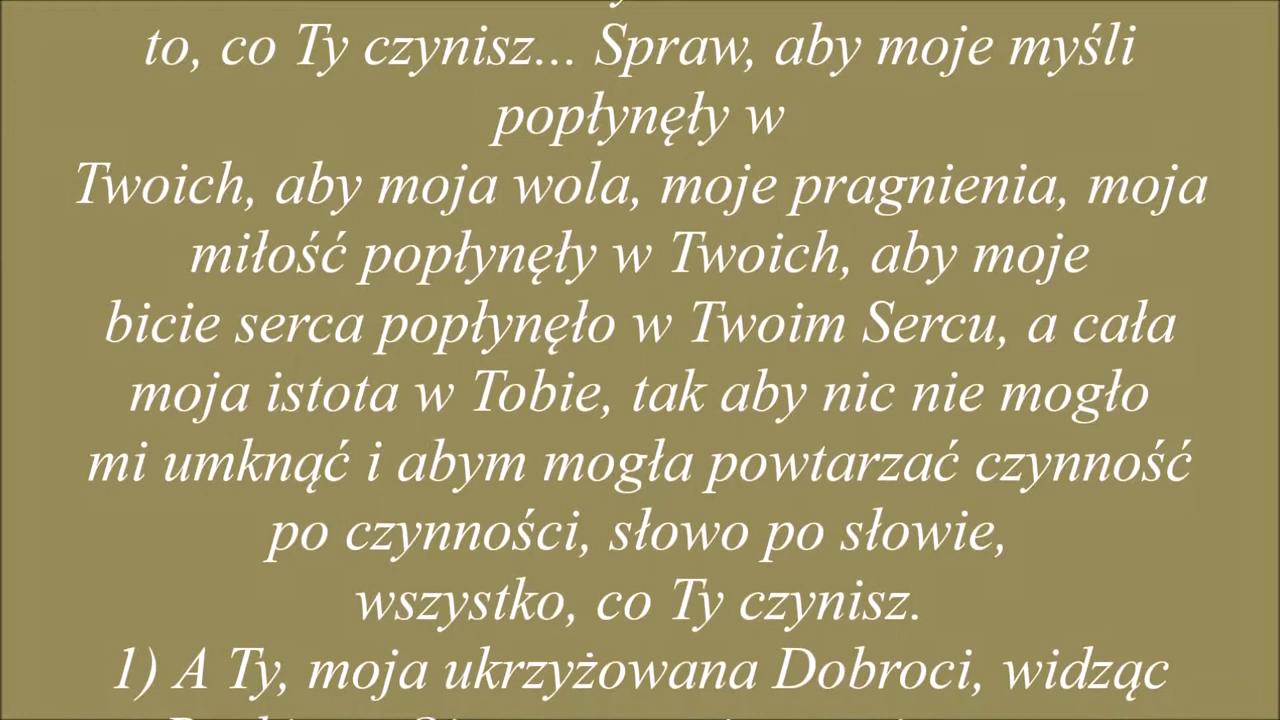 to, co Ty czynisz... Spraw, aby moje myśli
popłynęły w
Twoich, aby moja wola, moje pragnienia, moja
miłość popłynęły w Twoich, aby moje
bicie serca popłynęło w Twoim Sercu, a cała
moja istota w Tobie, tak aby nic nie mogło
mi umknąć i abym mogła powtarzać czynność
po czynności, słowo po słowie,
wszystko, co Ty czynisz.
1) A Ty, moja ukrzyżowana Dobroci, widząc